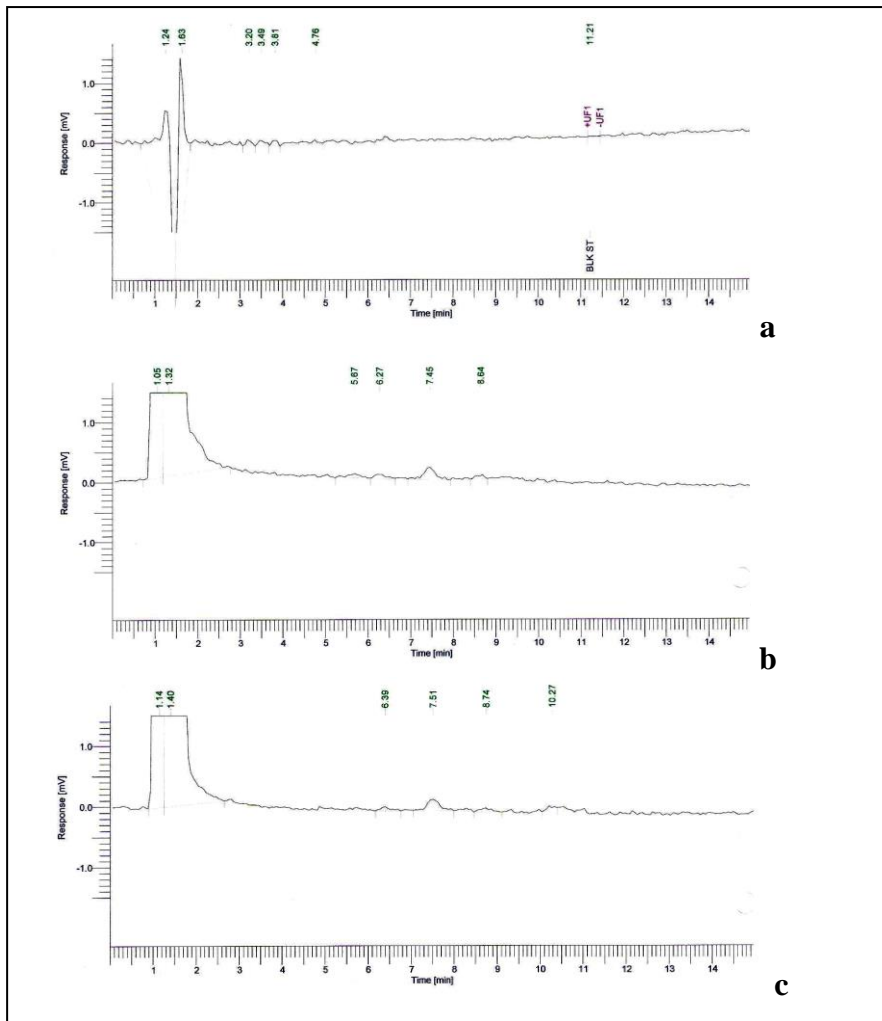 1.24 1.63 3.20 3.49 3.61 4.76 11.21
Response [mV]
1.0
0.0
-1.0
+UF1
-UF1
BLK ST
1 2 3 4 5 6 7 8 9 10 11 12 13 14
Time [min]
a
1.05 1.32 5.67 6.27 7.45 8.64
Response [mV]
1.0
0.0
-1.0
1 2 3 4 5 6 7 8 9 10 11 12 13 14
Time [min]
b
1.14 1.40 6.39 7.51 8.74 10.27
Response [mV]
1.0
0.0
-1.0
1 2 3 4 5 6 7 8 9 10 11 12 13 14
Time [min]
c